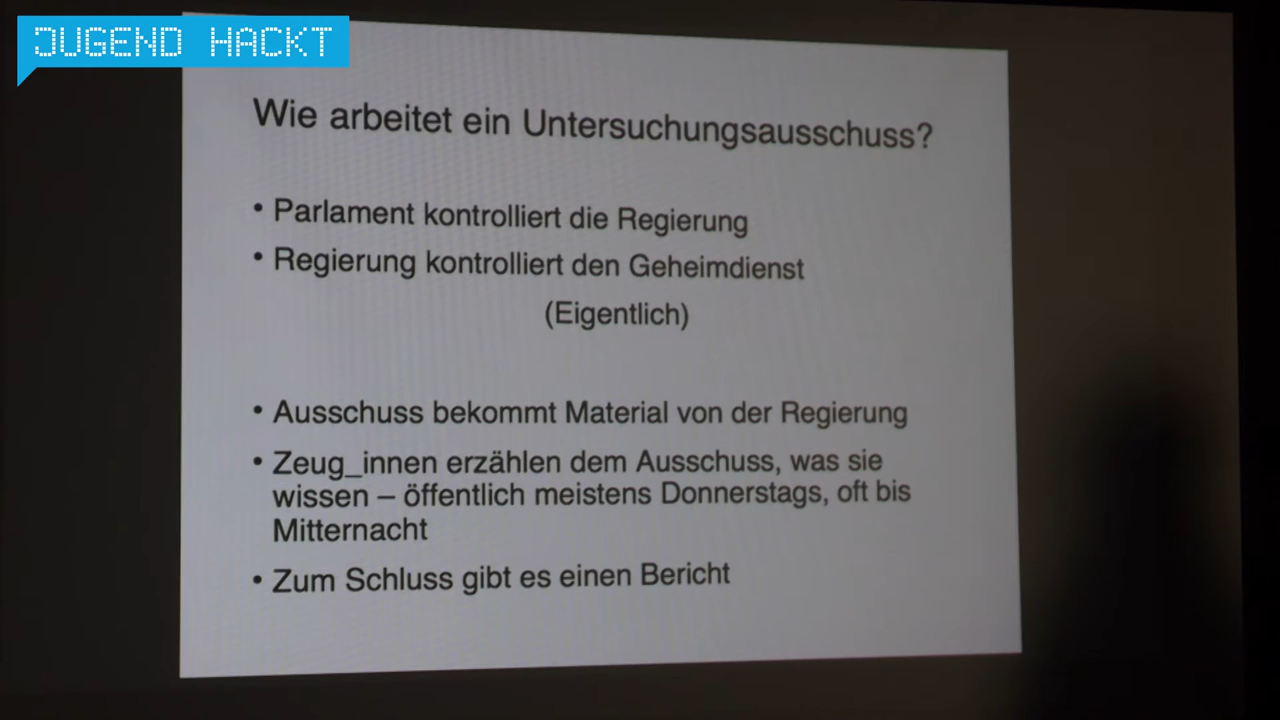 JUGEND HACKT
Wie arbeitet ein Untersuchungsausschuss?
• Parlament kontrolliert die Regierung
• Regierung kontrolliert den Geheimdienst
(Eigentlich)
• Ausschuss bekommt Material von der Regierung
• Zeug_innen erzählen dem Ausschuss, was sie
wissen – öffentlich meistens Donnerstags, oft bis
Mitternacht
• Zum Schluss gibt es einen Bericht